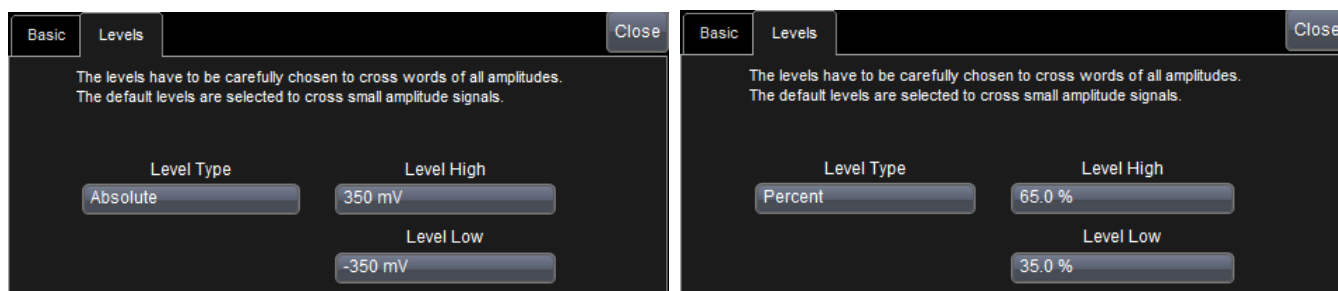 Basic Levels Close
The levels have to be carefully chosen to cross words of all amplitudes.
The default levels are selected to cross small amplitude signals.
Level Type Level High
Absolute 350 mV
Level Low
-350 mV
Basic Levels Close
The levels have to be carefully chosen to cross words of all amplitudes.
The default levels are selected to cross small amplitude signals.
Level Type Level High
Percent 65.0 %
Level Low
35.0 %